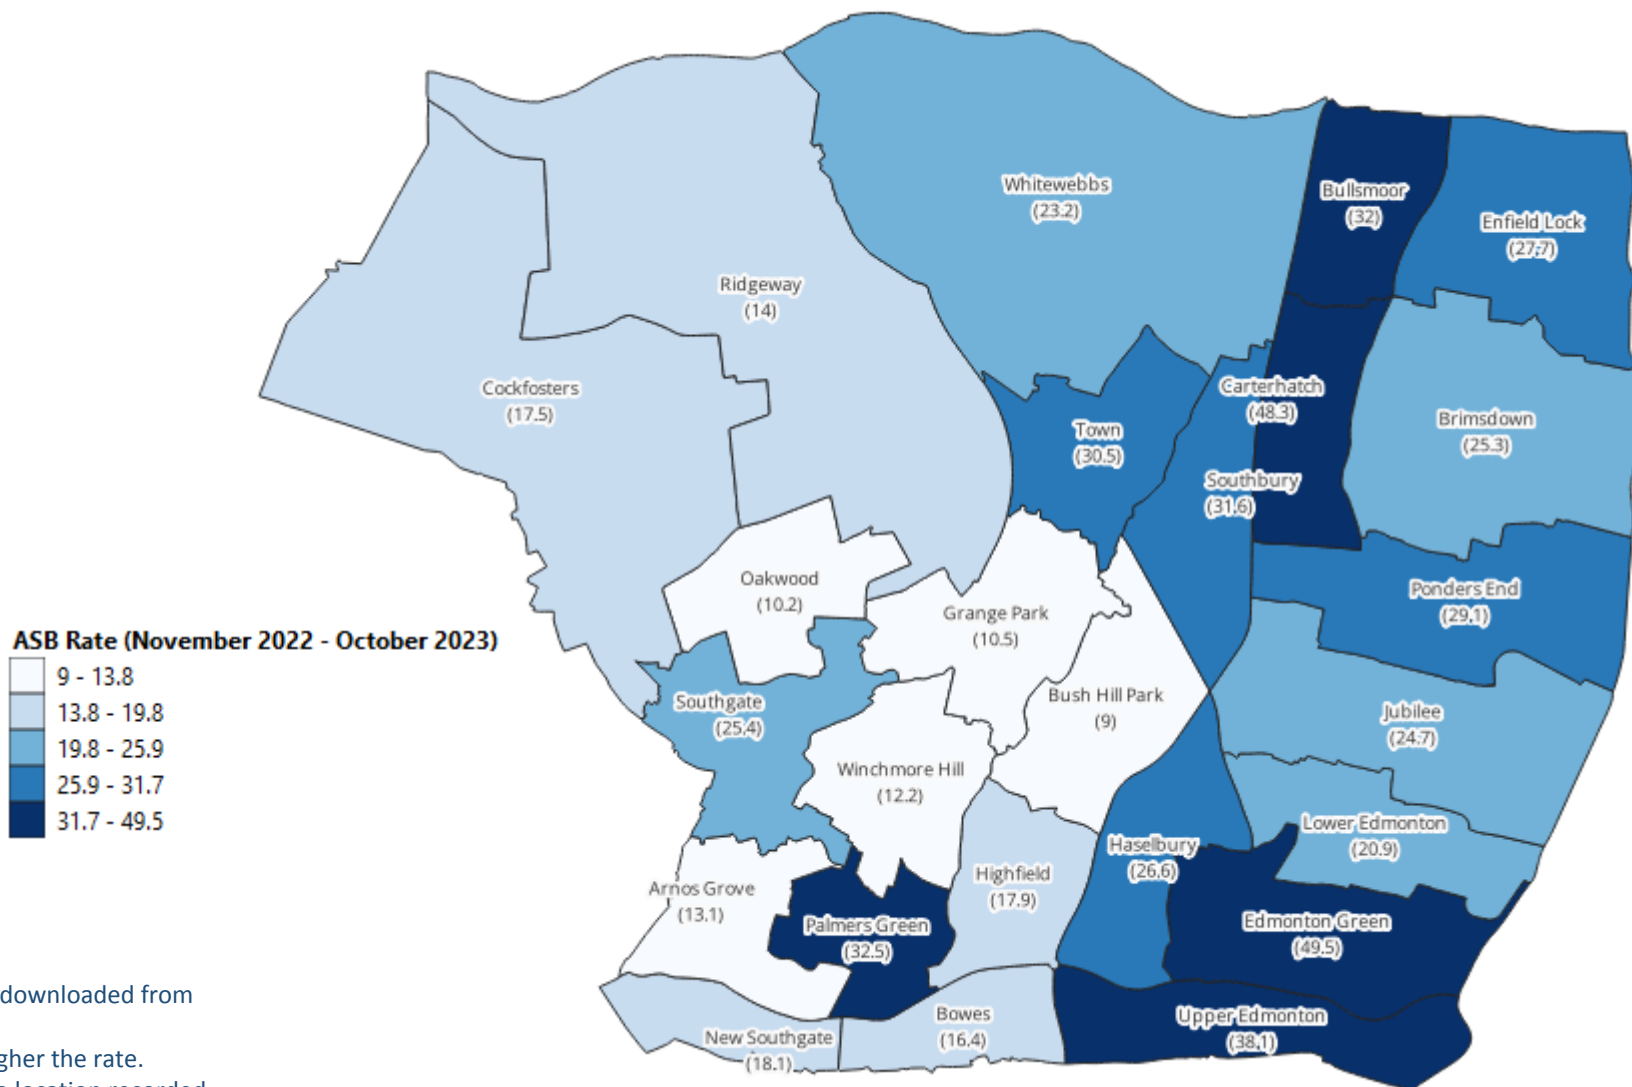 Whitewebbs
(23.2)
Bullsmoor
(32)
Enfield Lock
(27.7)
Ridgeway
(14)
Cockfosters
(17.5)
Carterhatch
(48.3)
Brimsdown
(25.3)
Town
(30.5)
Southbury
(31.6)
Oakwood
(10.2)
Grange Park
(10.5)
Ponders End
(29.1)
ASB Rate (November 2022 - October 2023)
9 - 13.8
13.8 - 19.8
19.8 - 25.9
25.9 - 31.7
31.7 - 49.5
Southgate
(25.4)
Bush Hill Park
(9)
Jubilee
(24.7)
Winchmore Hill
(12.2)
Lower Edmonton
(20.9)
Haselbury
(26.6)
Highfield
(17.9)
Arnos Grove
(13.1)
Palmers Green
(32.5)
Edmonton Green
(49.5)
Bowes
(16.4)
Upper Edmonton
(38.1)
New Southgate
(18.1)
downloaded from
gher the rate.
location recorded